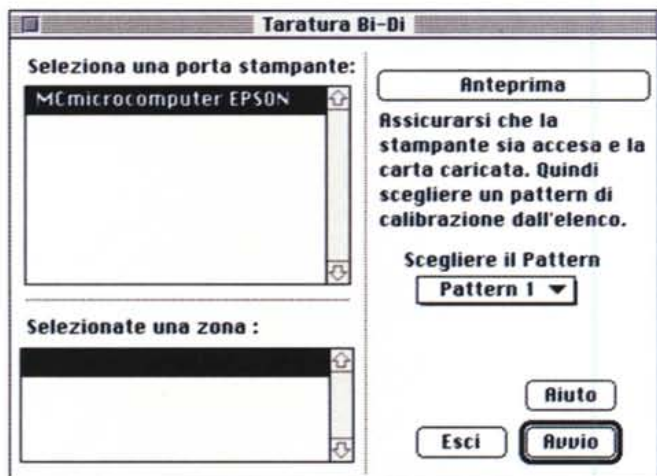 Taratura Bi-Di
Seleziona una porta stampante:
MCmicrocomputer EPSON
Selezionate una zona :
Anteprima
Assicurarsi che la
stampante sia accesa e la
carta caricata. Quindi
scegliere un pattern di
calibrazione dall'elenco.
Scegliere il Pattern
Pattern 1
Aiuto
Esci
Avvio